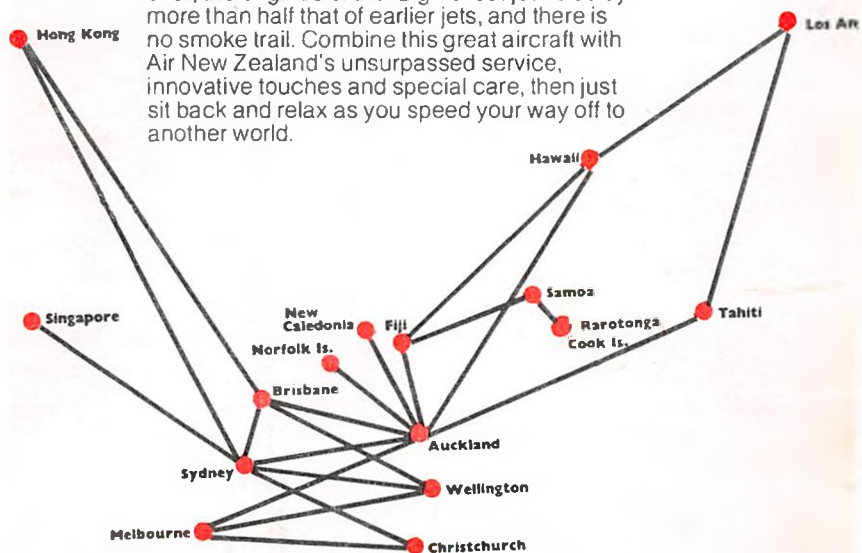 more than half that of earlier jets, and there is
no smoke trail. Combine this great aircraft with
Air New Zealand's unsurpassed service,
innovative touches and special care, then just
sit back and relax as you speed your way off to
another world.
Hong Kong
Los An
Hawaii
Samoa
Singapore
New
Caledonia
Fiji
Rarotonga
Cook Is.
Tahiti
Norfolk Is.
Brisbane
Auckland
Sydney
Wellington
Melbourne
Christchurch